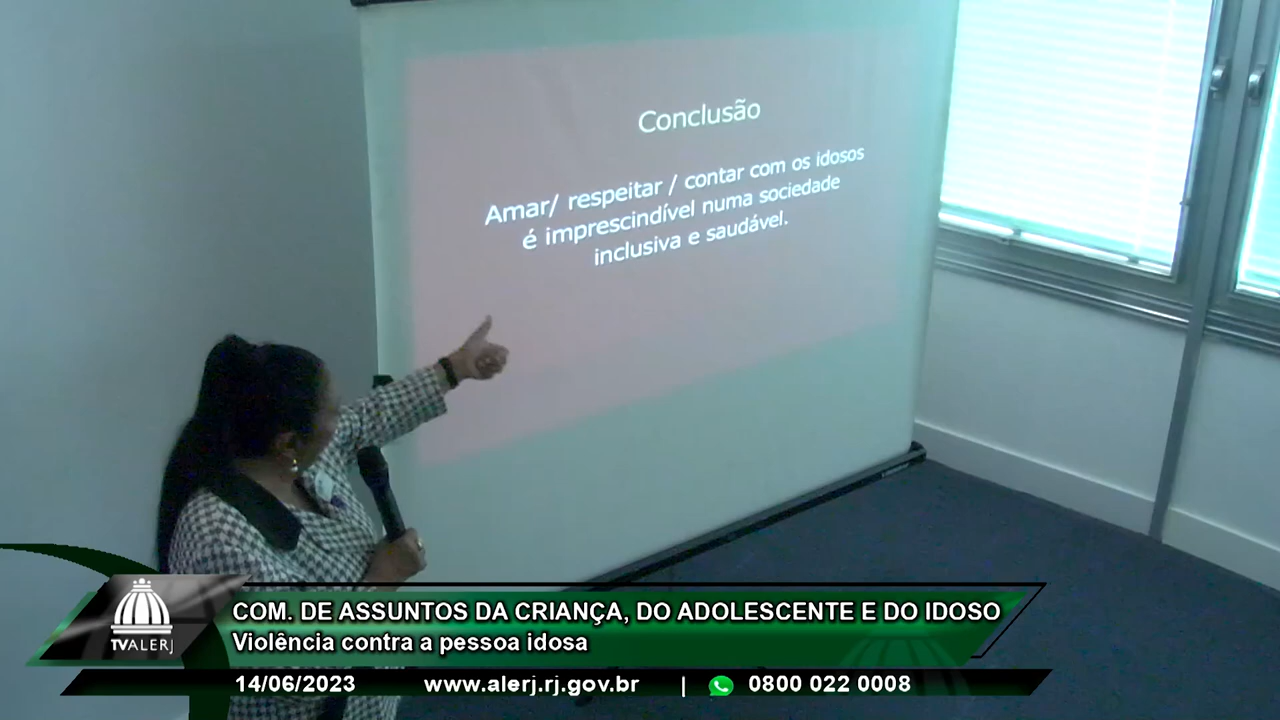 Conclusão
Amar/ respeitar / contar com os idosos
é imprescindível numa sociedade
inclusiva e saudável.
COM. DE ASSUNTOS DA CRIANÇA, DO ADOLESCENTE E DO IDOSO
TVALERJ
Violência contra a pessoa idosa
14/06/2023 www.alerj.rj.gov.br | 0800 022 0008